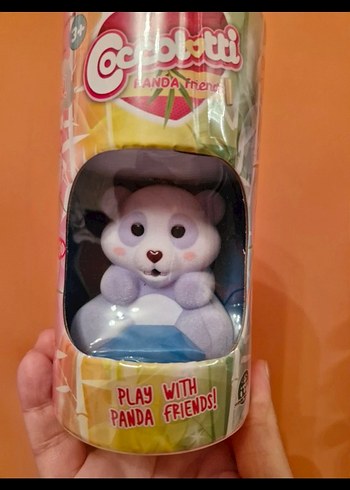 3+
Coccolotti
PANDA friends
PLAY WITH
PANDA FRIENDS!